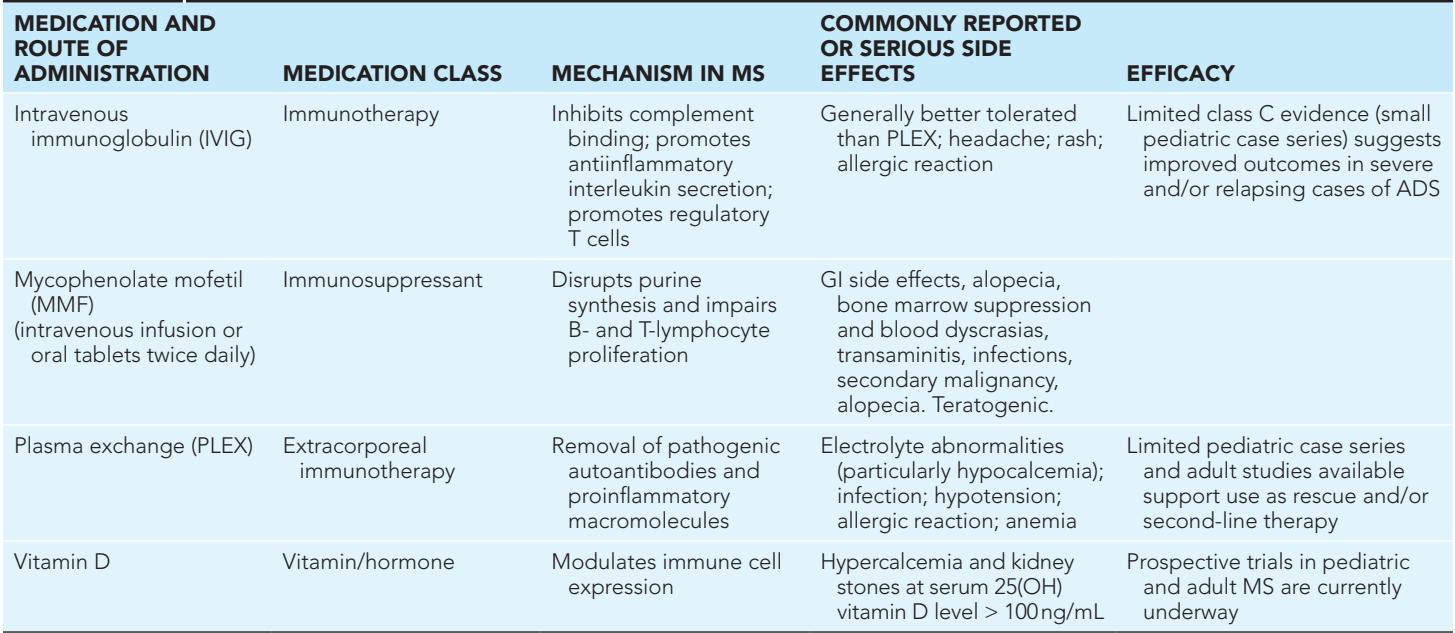 MEDICATION AND
ROUTE OF
ADMINISTRATION
MEDICATION CLASS
MECHANISM IN MS
COMMONLY REPORTED
OR SERIOUS SIDE
EFFECTS
EFFICACY
Intravenous
immunoglobulin (IVIG)
Immunotherapy
Inhibits complement
binding; promotes
antiinflammatory
interleukin secretion;
promotes regulatory
T cells
Generally better tolerated
than PLEX; headache; rash;
allergic reaction
Limited class C evidence (small
pediatric case series) suggests
improved outcomes in severe
and/or relapsing cases of ADS
Mycophenolate mofetil
(MMF)
(intravenous infusion or
oral tablets twice daily)
Immunosuppressant
Disrupts purine
synthesis and impairs
B- and T-lymphocyte
proliferation
GI side effects, alopecia,
bone marrow suppression
and blood dyscrasias,
transaminitis, infections,
secondary malignancy,
alopecia. Teratogenic.
Plasma exchange (PLEX)
Extracorporeal
immunotherapy
Removal of pathogenic
autoantibodies and
proinflammatory
macromolecules
Electrolyte abnormalities
(particularly hypocalcemia);
infection; hypotension;
allergic reaction; anemia
Limited pediatric case series
and adult studies available
support use as rescue and/or
second-line therapy
Vitamin D
Vitamin/hormone
Modulates immune cell
expression
Hypercalcemia and kidney
stones at serum 25(OH)
vitamin D level > 100 ng/mL
Prospective trials in pediatric
and adult MS are currently
underway